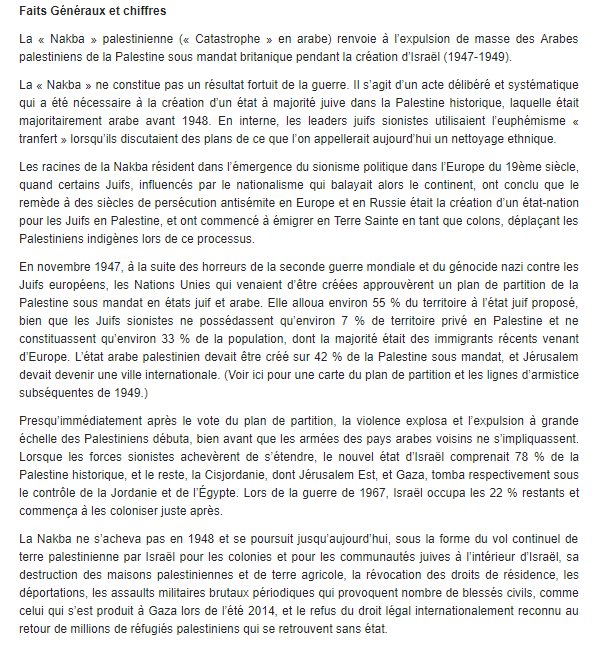 Faits Généraux et chiffres
La « Nakba » palestinienne (« Catastrophe » en arabe) renvoie à l'expulsion de masse des Arabes
palestiniens de la Palestine sous mandat britanique pendant la création d'Israël (1947-1949).
La « Nakba » ne constitue pas un résultat fortuit de la guerre. Il s'agit d'un acte délibéré et systématique
qui a été nécessaire à la création d'un état à majorité juive dans la Palestine historique, laquelle était
majoritairement arabe avant 1948. En interne, les leaders juifs sionistes utilisaient l'euphémisme «
tranfert » lorsqu'ils discutaient des plans de ce que l'on appellerait aujourd'hui un nettoyage ethnique.
Les racines de la Nakba résident dans l'émergence du sionisme politique dans l'Europe du 19ème siècle,
quand certains Juifs, influencés par le nationalisme qui balayait alors le continent, ont conclu que le
remède à des siècles de persécution antisémite en Europe et en Russie était la création d'un état-nation
pour les Juifs en Palestine, et ont commencé à émigrer en Terre Sainte en tant que colons, déplaçant les
Palestiniens indigènes lors de ce processus.
En novembre 1947, à la suite des horreurs de la seconde guerre mondiale et du génocide nazi contre les
Juifs européens, les Nations Unies qui venaient d'être créées approuvèrent un plan de partition de la
Palestine sous mandat en états juif et arabe. Elle alloua environ 55 % du territoire à l'état juif proposé,
bien que les Juifs sionistes ne possédassent qu'environ 7 % de territoire privé en Palestine et ne
constituassent qu'environ 33 % de la population, dont la majorité était des immigrants récents venant
d'Europe. L'état arabe palestinien devait être créé sur 42 % de la Palestine sous mandat, et Jérusalem
devait devenir une ville internationale. (Voir ici pour une carte du plan de partition et les lignes d'armistice
subséquentes de 1949.)
Presqu'immédiatement après le vote du plan de partition, la violence explosa et l'expulsion à grande
échelle des Palestiniens débuta, bien avant que les armées des pays arabes voisins ne s'impliquassent.
Lorsque les forces sionistes achevèrent de s'étendre, le nouvel état d'Israël comprenait 78 % de la
Palestine historique, et le reste, la Cisjordanie, dont Jérusalem Est, et Gaza, tomba respectivement sous
le contrôle de la Jordanie et de l'Égypte. Lors de la guerre de 1967, Israël occupa les 22 % restants et
commença à les coloniser juste après.
La Nakba ne s'acheva pas en 1948 et se poursuit jusqu'aujourd'hui, sous la forme du vol continuel de
terre palestinienne par Israël pour les colonies et pour les communautés juives à l'intérieur d'Israël, sa
destruction des maisons palestiniennes et de terre agricole, la révocation des droits de résidence, les
déportations, les assauts militaires brutaux périodiques qui provoquent nombre de blessés civils, comme
celui qui s'est produit à Gaza lors de l'été 2014, et le refus du droit légal internationalement reconnu au
retour de millions de réfugiés palestiniens qui se retrouvent sans état.